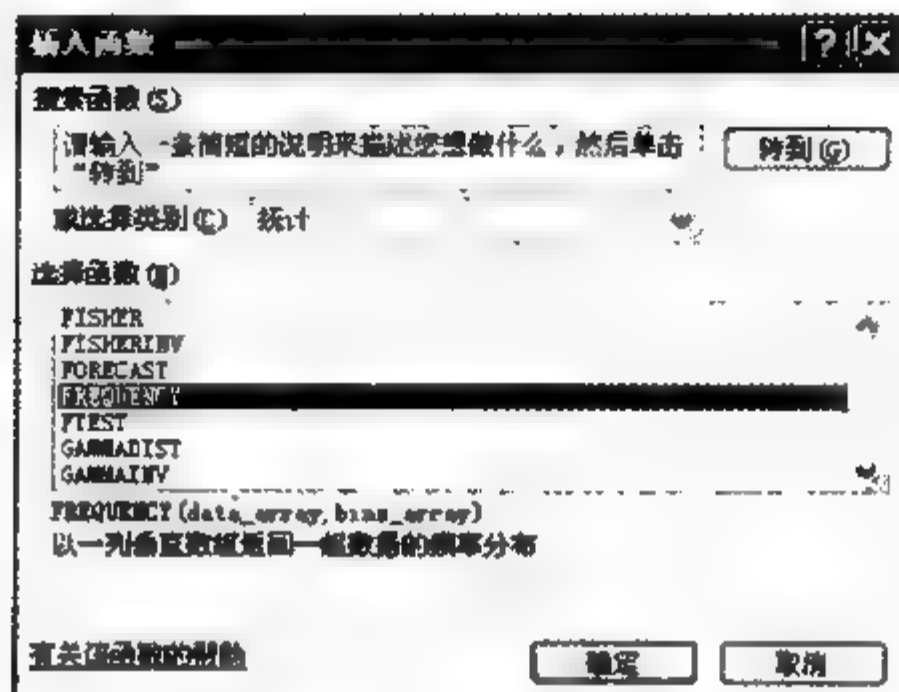 插入函数
搜索函数(S)
请输入一条简短的说明来描述您想做什么，然后单击
“转到”
转到(G)
或选择类别(C) 统计
选择函数(N)
FISHER
FISHERINV
FORECAST
FREQUENCY
FTEST
GAMMADIST
GAMMAINV
FREQUENCY(data_array,bins_array)
以一列垂直数组返回一组数据的频率分布
有关该函数的帮助
确定
取消